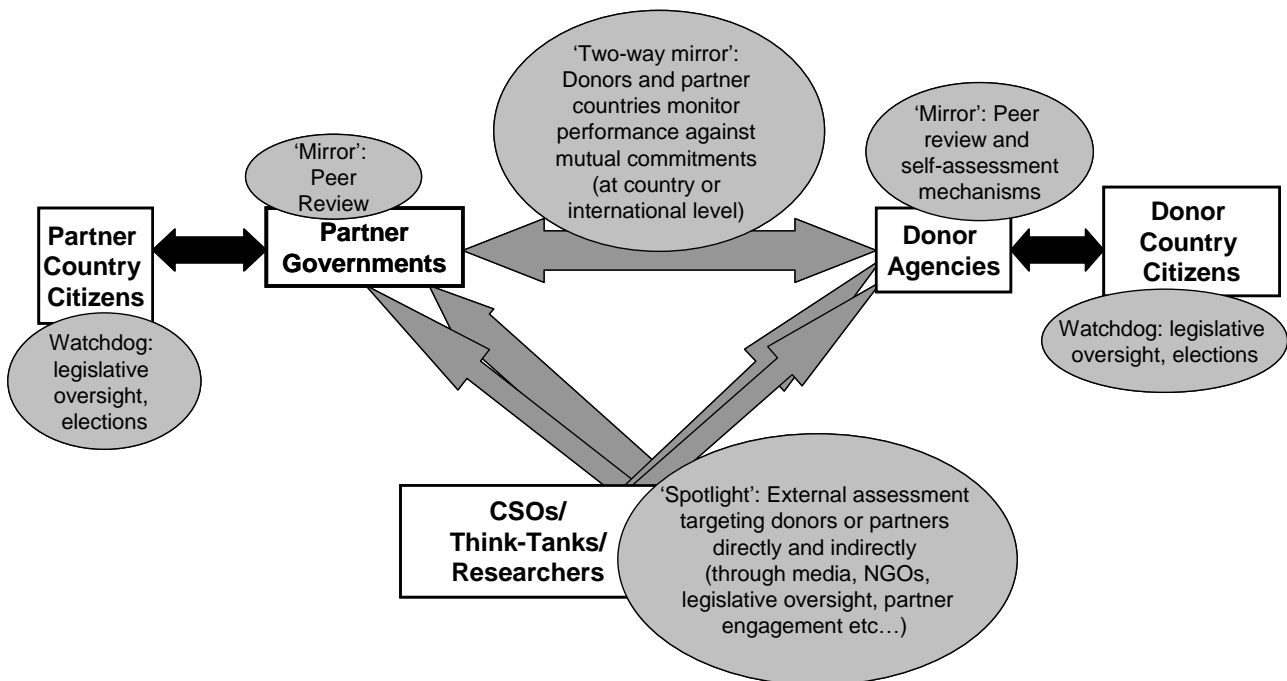 ‘Two-way mirror’:
Donors and partner
countries monitor
performance against
mutual commitments
(at country or
international level)
‘Mirror’: Peer
review and
self-assessment
mechanisms
‘Mirror’:
Peer
Review
Partner
Country
Citizens
Partner
Governments
Donor
Agencies
Donor
Country
Citizens
Watchdog:
legislative
oversight,
elections
Watchdog: legislative
oversight, elections
CSOs/
Think-Tanks/
Researchers
‘Spotlight’: External assessment
targeting donors or partners
directly and indirectly
(through media, NGOs,
legislative oversight, partner
engagement etc…)